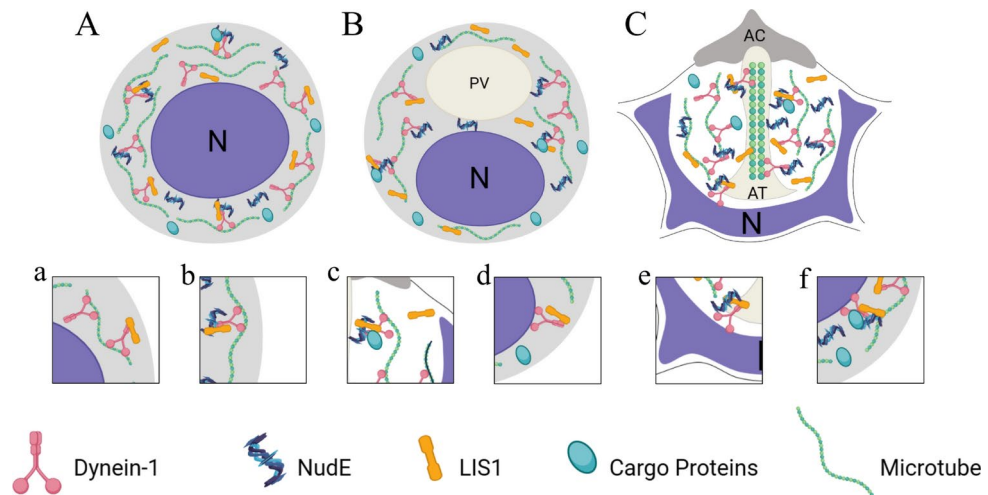 A
B
C
AC
PV
N
N
AT
N
a
b
c
d
e
f
Dynein-1
NudE
LIS1
Cargo Proteins
Microtube